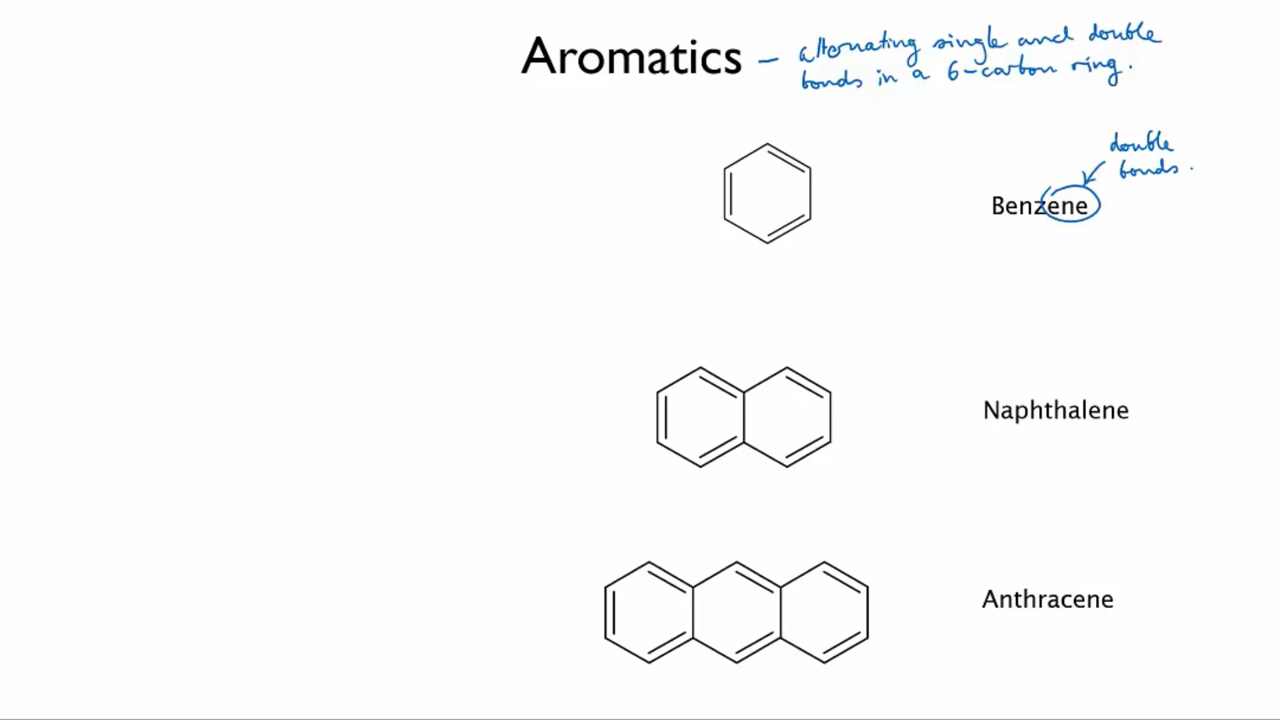 Aromatics – alternating single and double
bonds in a 6-carbon ring.
double
bonds.
Benzene
Naphthalene
Anthracene